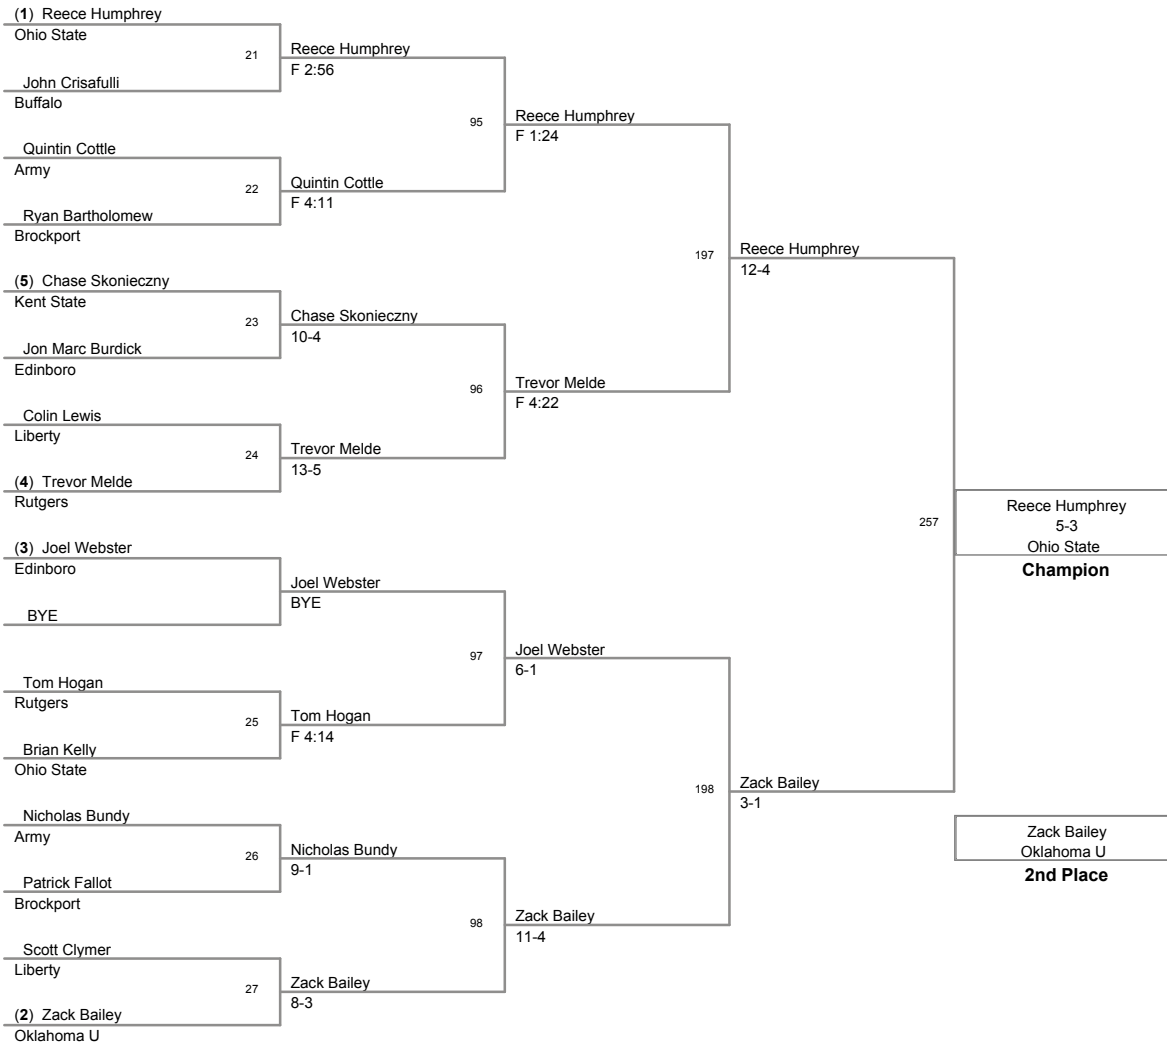 (1) Reece Humphrey
Ohio State
21
Reece Humphrey
F 2:56
John Crisafulli
Buffalo
95
Reece Humphrey
F 1:24
Quintin Cottle
Army
22
Quintin Cottle
F 4:11
Ryan Bartholomew
Brockport
197
Reece Humphrey
12-4
(5) Chase Skonieczny
Kent State
23
Chase Skonieczny
10-4
Jon Marc Burdick
Edinboro
96
Trevor Melde
F 4:22
Colin Lewis
Liberty
24
Trevor Melde
13-5
(4) Trevor Melde
Rutgers
257
Reece Humphrey
5-3
Ohio State
Champion
(3) Joel Webster
Edinboro
Joel Webster
BYE
BYE
97
Joel Webster
6-1
Tom Hogan
Rutgers
25
Tom Hogan
F 4:14
Brian Kelly
Ohio State
198
Zack Bailey
3-1
Nicholas Bundy
Army
26
Nicholas Bundy
9-1
Patrick Fallot
Brockport
Zack Bailey
Oklahoma U
2nd Place
98
Zack Bailey
11-4
Scott Clymer
Liberty
27
Zack Bailey
8-3
(2) Zack Bailey
Oklahoma U